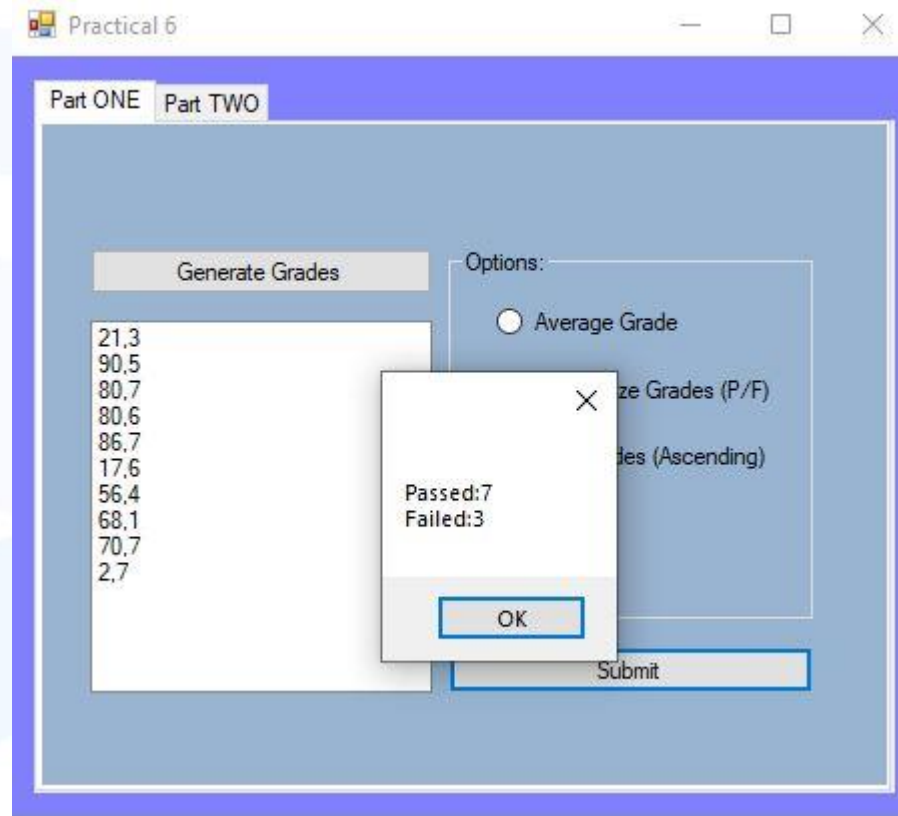 Practical 6
Part ONE
Part TWO
Generate Grades
21,3
90,5
80,7
80,6
86,7
17,6
56,4
68,1
70,7
2,7
Options:
Average Grade
ze Grades (P/F)
des (Ascending)
Passed:7
Failed:3
OK
Submit